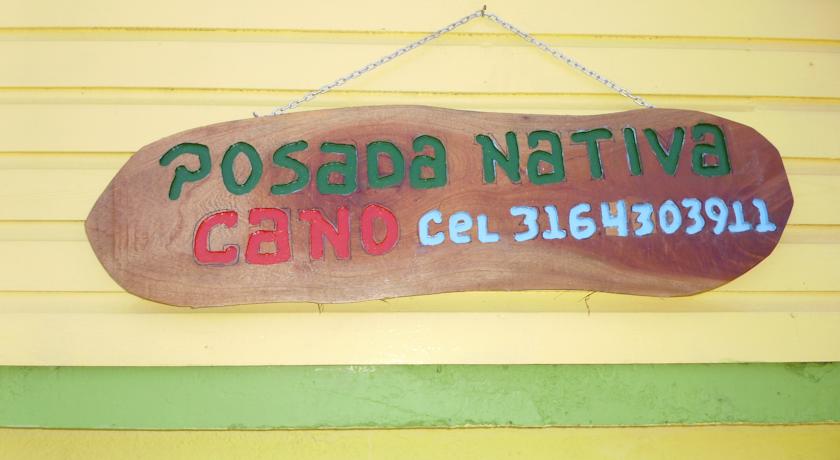 POSADA NATIVA
CANO CeL 3164303911